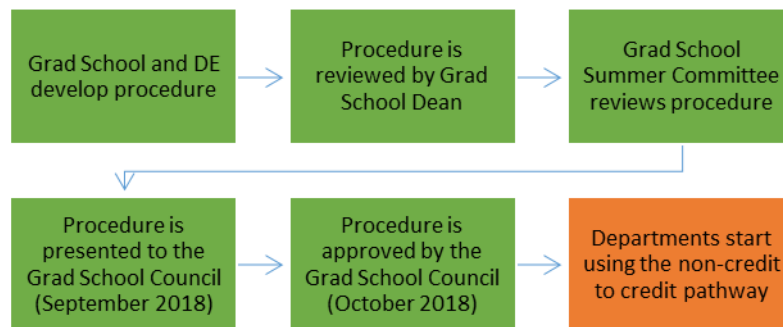 Grad School and DE
develop procedure
Procedure is
reviewed by Grad
School Dean
Grad School
Summer Committee
reviews procedure
Procedure is
presented to the
Grad School Council
(September 2018)
Procedure is
approved by the
Grad School Council
(October 2018)
Departments start
using the non-credit
to credit pathway